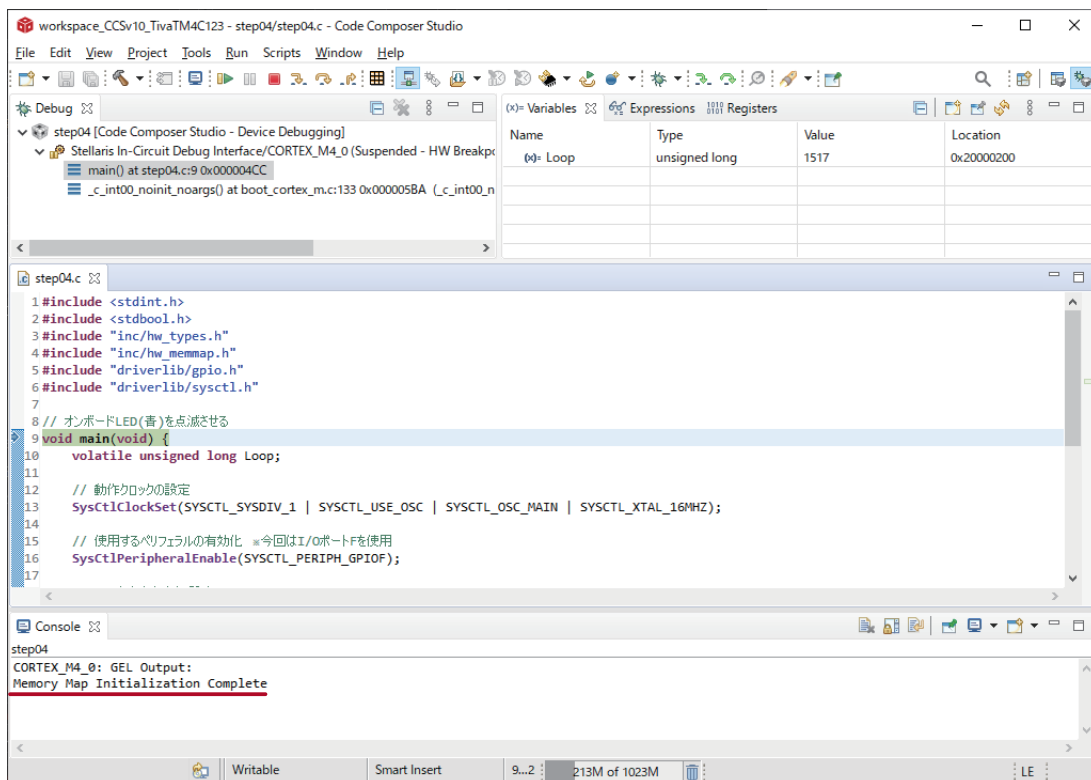 workspace_CCSv10_TivaTM4C123 - step04/step04.c - Code Composer Studio
File Edit View Project Tools Run Scripts Window Help
Debug
step04 [Code Composer Studio - Device Debugging]
Stellaris In-Circuit Debug Interface/CORTEX_M4_0 (Suspended - HW Breakpo
main() at step04.c:9 0x000004CC
_c_int00_noinit_noargs() at boot_cortex_m.c:133 0x000005BA (_c_int00_n
(x)= Variables Expressions 1010 0101 Registers
Name Type Value Location
(x)= Loop unsigned long 1517 0x20000200
step04.c
1 #include <stdint.h>
2 #include <stdbool.h>
3 #include "inc/hw_types.h"
4 #include "inc/hw_memmap.h"
5 #include "driverlib/gpio.h"
6 #include "driverlib/sysctl.h"
7
8 // オンボードLED(青)を点滅させる
9 void main(void) {
10 volatile unsigned long Loop;
11
12 // 動作クロックの設定
13 SysCtlClockSet(SYSCTL_SYSDIV_1 | SYSCTL_USE_OSC | SYSCTL_OSC_MAIN | SYSCTL_XTAL_16MHZ);
14
15 // 使用するペリフェラルの有効化 ※今回はI/OポートFを使用
16 SysCtlPeripheralEnable(SYSCTL_PERIPH_GPIOF);
17
Console
step04
CORTEX_M4_0: GEL Output:
Memory Map Initialization Complete
Writable Smart Insert 9...2 213M of 1023M LE